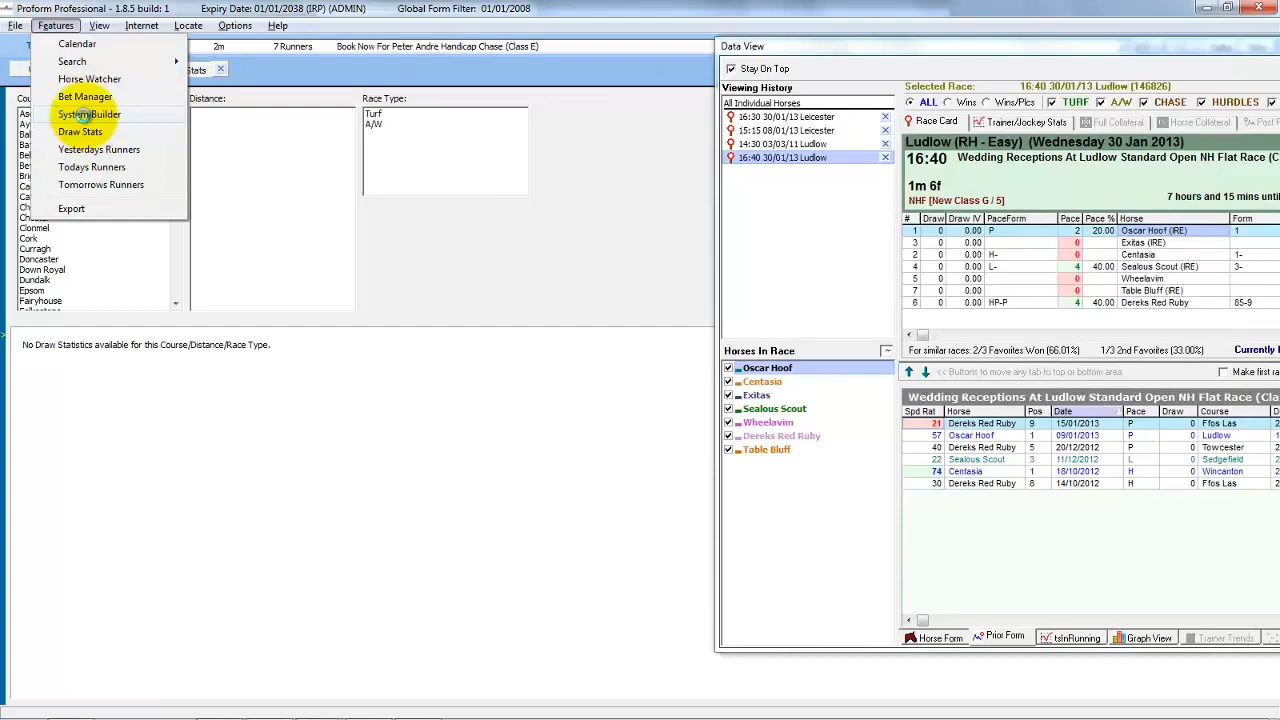 Proform Professional - 1.8.5 build: 1 Expiry Date: 01/01/2038 (IRP) (ADMIN) Global Form Filter: 01/01/2008
File Features View Internet Locate Options Help
2m 7 Runners Book Now For Peter Andre Handicap Chase (Class E)
Stats
Calendar
Search
Horse Watcher
Bet Manager
System Builder
Draw Stats
Yesterdays Runners
Todays Runners
Tomorrows Runners
Export
Distance:
Race Type:
Turf
A/W
Clonmel
Cork
Curragh
Doncaster
Down Royal
Dundalk
Epsom
Fairyhouse
No Draw Statistics available for this Course/Distance/Race Type.
Data View
Stay On Top
Viewing History
All Individual Horses
16:30 30/01/13 Leicester
15:15 08/01/13 Leicester
14:30 03/03/11 Ludlow
16:40 30/01/13 Ludlow
Horses In Race
Oscar Hoof
Centasia
Exitas
Sealous Scout
Wheelavim
Dereks Red Ruby
Table Bluff
Selected Race: 16:40 30/01/13 Ludlow (146026)
ALL Wins Wins/Plcs TURF A/W CHASE HURDLES
Race Card Trainer/Jockey Stats Full Collateral Horse Collateral Post R
Ludlow (RH - Easy) (Wednesday 30 Jan 2013)
16:40 Wedding Receptions At Ludlow Standard Open NH Flat Race (C
1m 6f
NHF [New Class G / 5] 7 hours and 15 mins until
# Draw Draw IV PaceForm Pace Pace % Horse Form
1 0 0.00 P 2 20.00 Oscar Hoof (IRE) 1
3 0 0.00 0 Exitas (IRE)
2 0 0.00 H- 0 Centasia 1-
4 0 0.00 L- 4 40.00 Sealous Scout (IRE) 3-
5 0 0.00 0 Wheelavim
7 0 0.00 0 Table Bluff (IRE)
6 0 0.00 HP-P 4 40.00 Dereks Red Ruby 85-9
For similar races: 2/3 Favorites Won (66.01%) 1/3 2nd Favorites (33.00%) Currently
<< Buttons to move any tab to top or bottom area Make first ra
Wedding Receptions At Ludlow Standard Open NH Flat Race (Cla
Spd Rat Horse Pos Date Pace Draw Course
21 Dereks Red Ruby 9 15/01/2013 P 0 Ffos Las 2
57 Oscar Hoof 1 09/01/2013 P 0 Ludlow 2
40 Dereks Red Ruby 5 20/12/2012 P 0 Towcester 2
22 Sealous Scout 3 11/12/2012 L 0 Sedgefield 2
74 Centasia 1 18/10/2012 H 0 Wincanton 2
30 Dereks Red Ruby 8 14/10/2012 H 0 Ffos Las 2
Horse Form Prior Form tsInRunning Graph View Trainer Trends